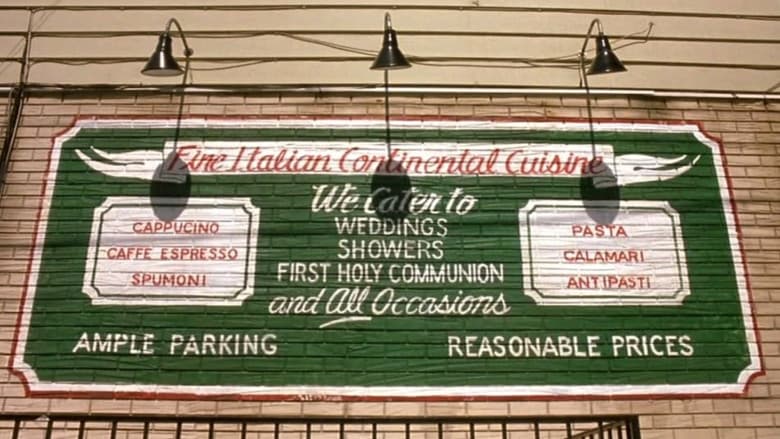 Fine Italian Continental Cuisine
We Cater to
WEDDINGS
SHOWERS
FIRST HOLY COMMUNION
and All Occasions
CAPPUCINO
CAFFE ESPRESSO
SPUMONI
PASTA
CALAMARI
ANTIPASTI
AMPLE PARKING
REASONABLE PRICES